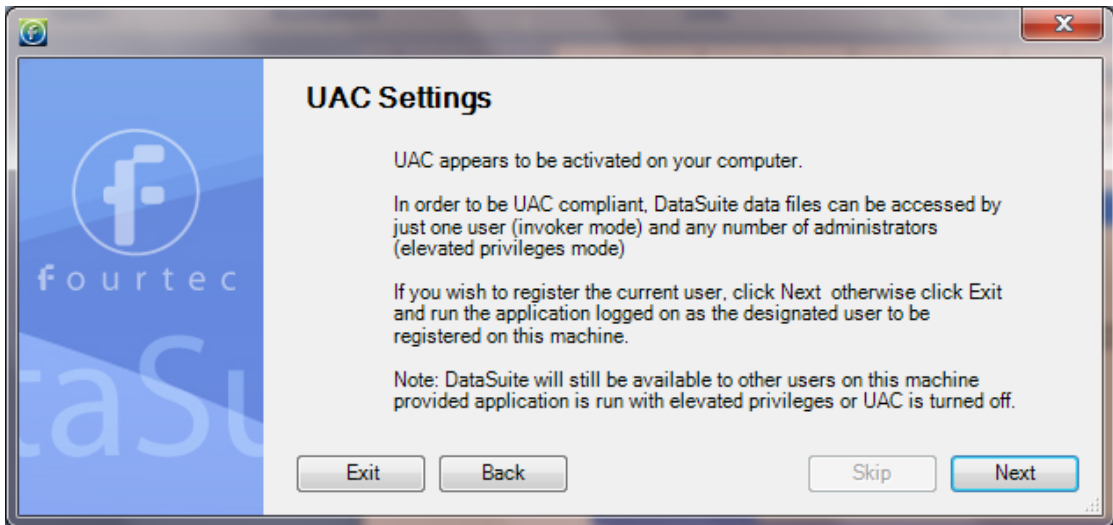 UAC Settings
UAC appears to be activated on your computer.
In order to be UAC compliant, DataSuite data files can be accessed by
just one user (invoker mode) and any number of administrators
(elevated privileges mode)
fourtec
If you wish to register the current user, click Next otherwise click Exit
and run the application logged on as the designated user to be
registered on this machine.
Note: DataSuite will still be available to other users on this machine
provided application is run with elevated privileges or UAC is turned off.
taSu
Exit Back Skip Next